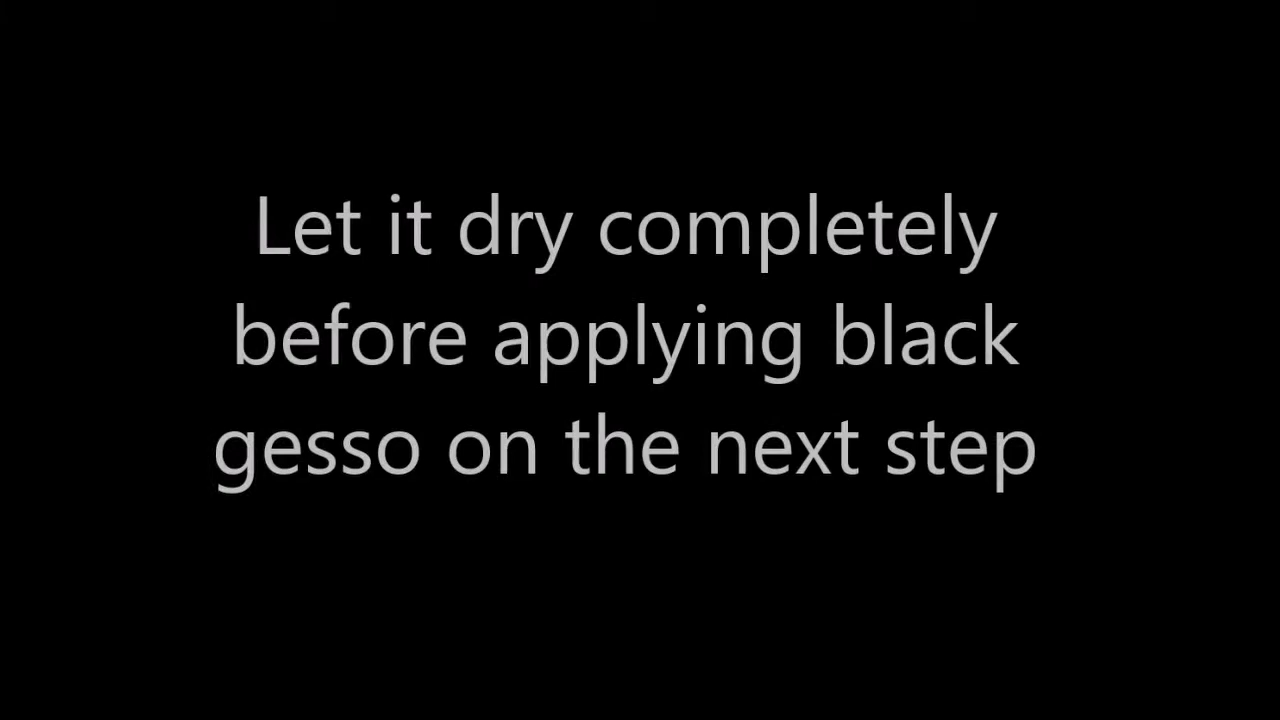 Let it dry completely
before applying black
gesso on the next step